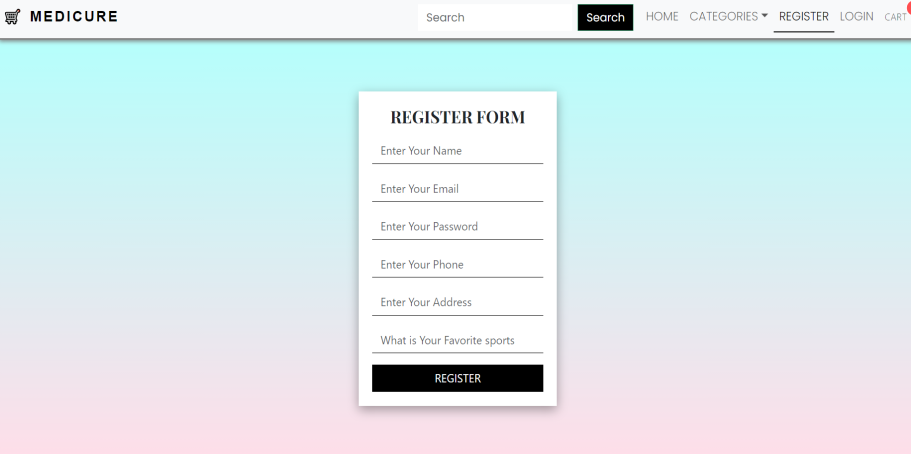 MEDICURE Search Search HOME CATEGORIES REGISTER LOGIN CART
REGISTER FORM
Enter Your Name
Enter Your Email
Enter Your Password
Enter Your Phone
Enter Your Address
What is Your Favorite sports
REGISTER